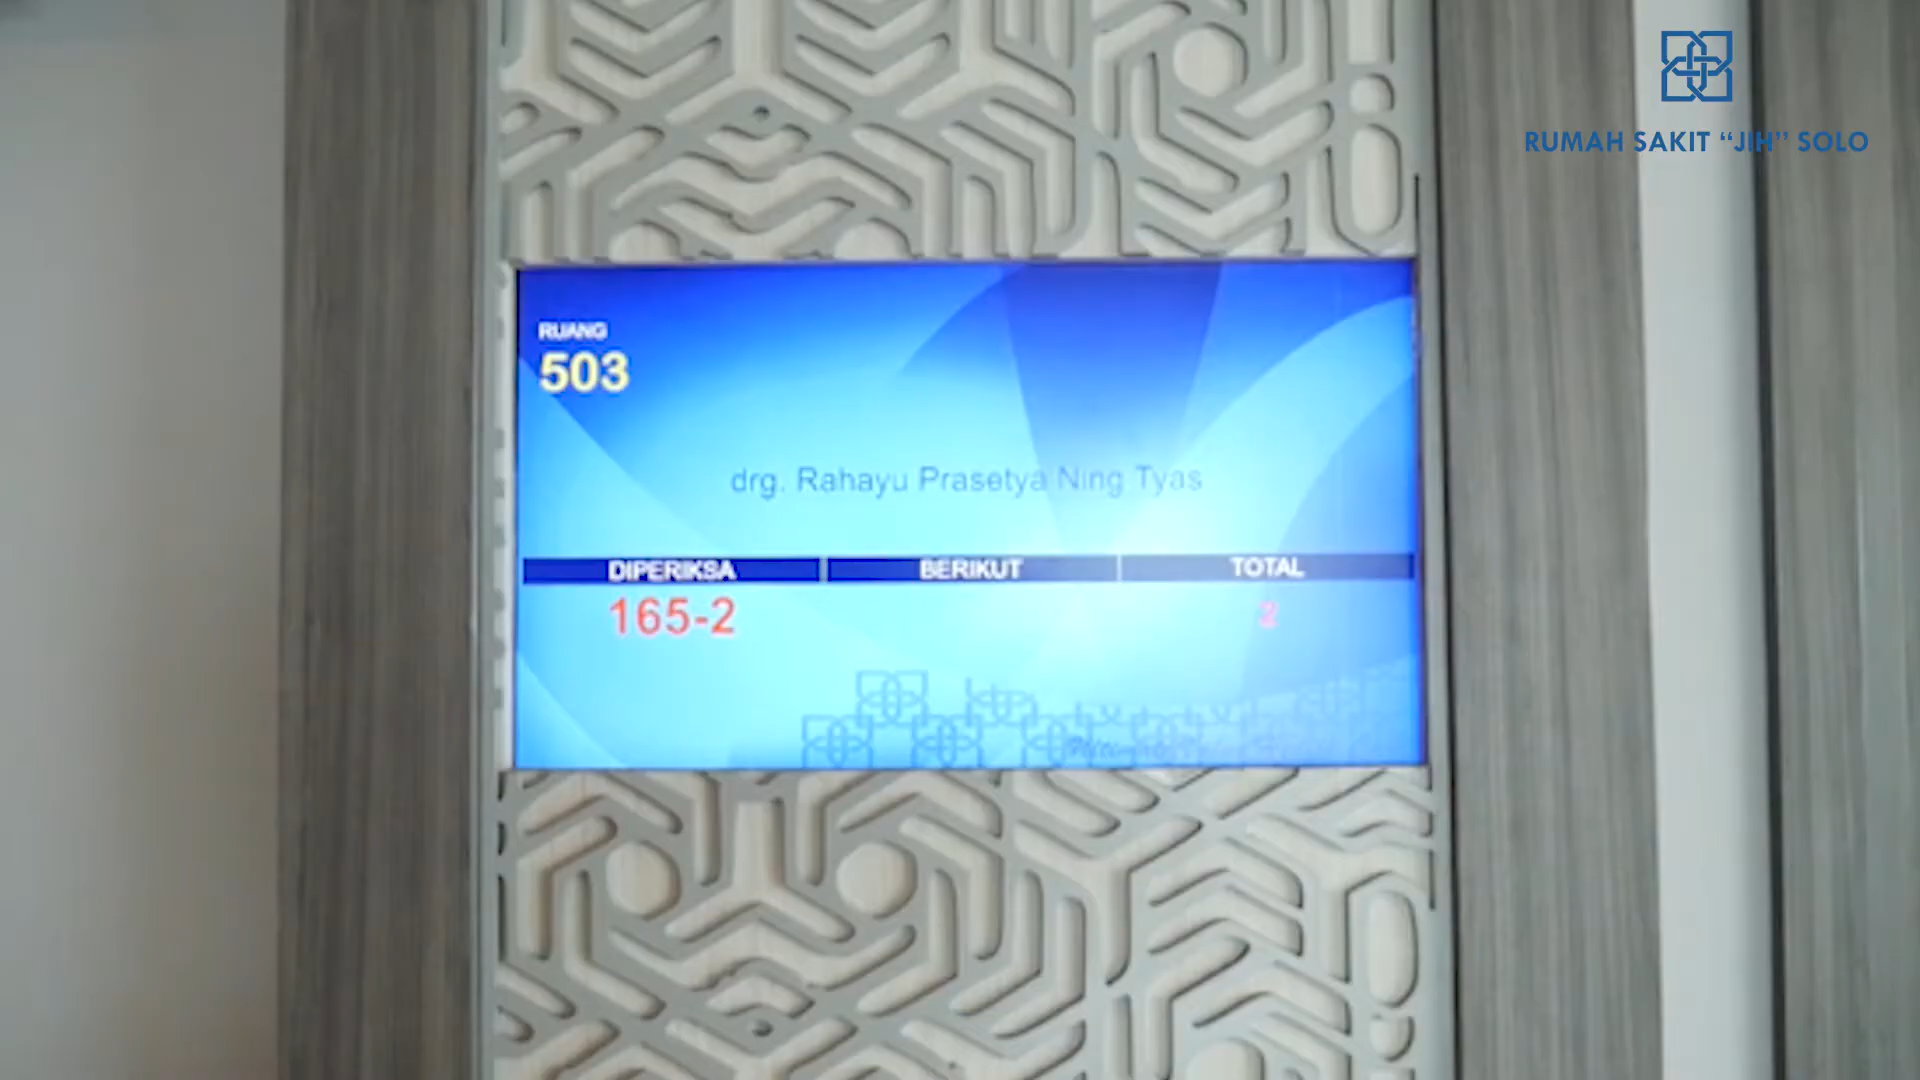 RUMAH SAKIT “JIH” SOLO
RUANG
503
drg. Rahayu Prasetya Ning Tyas
DIPERIKSA BERIKUT TOTAL
165-2 2